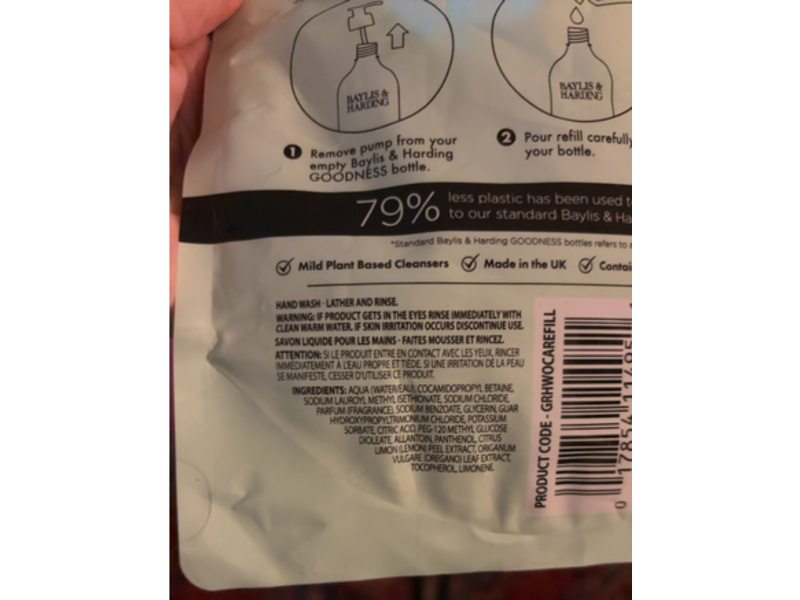 BAYLIS &
HARDING
BAYLIS &
HARDING
1 Remove pump from your
empty Baylis & Harding
GOODNESS bottle.
2 Pour refill carefully
your bottle.
79% less plastic has been used
to our standard Baylis &
*Standard Baylis & Harding GOODNESS bottles refers to
Mild Plant Based Cleansers Made in the UK
HAND WASH - LATHER AND RINSE.
WARNING: IF PRODUCT GETS IN THE EYES RINSE IMMEDIATELY WITH
CLEAN WARM WATER. IF SKIN IRRITATION OCCURS DISCONTINUE USE.
SAVON LIQUIDE POUR LES MAINS - FAITES MOUSSER ET RINCEZ.
ATTENTION: SI LE PRODUIT ENTRE EN CONTACT AVEC LES YEUX, RINCER
IMMÉDIATEMENT À L'EAU PROPRE ET TIÈDE. SI UNE IRRITATION DE LA PEAU
SE MANIFESTE, CESSER D'UTILISER CE PRODUIT.
INGREDIENTS: AQUA (WATER/EAU), COCAMIDOPROPYL BETAINE,
SODIUM LAUROYL METHYL ISETHIONATE, SODIUM CHLORIDE,
PARFUM (FRAGRANCE), SODIUM BENZOATE, GLYCERIN, GUAR
HYDROXYPROPYLTRIMONIUM CHLORIDE, POTASSIUM
SORBATE, CITRIC ACID, PEG-120 METHYL GLUCOSE
DIOLEATE, ALLANTOIN, PANTHENOL, CITRUS
LIMON (LEMON) PEEL EXTRACT, ORIGANUM
VULGARE (OREGANO) LEAF EXTRACT,
TOCOPHEROL, LIMONENE.
PRODUCT CODE - GRHWOCAREFILL
0 17854 11495